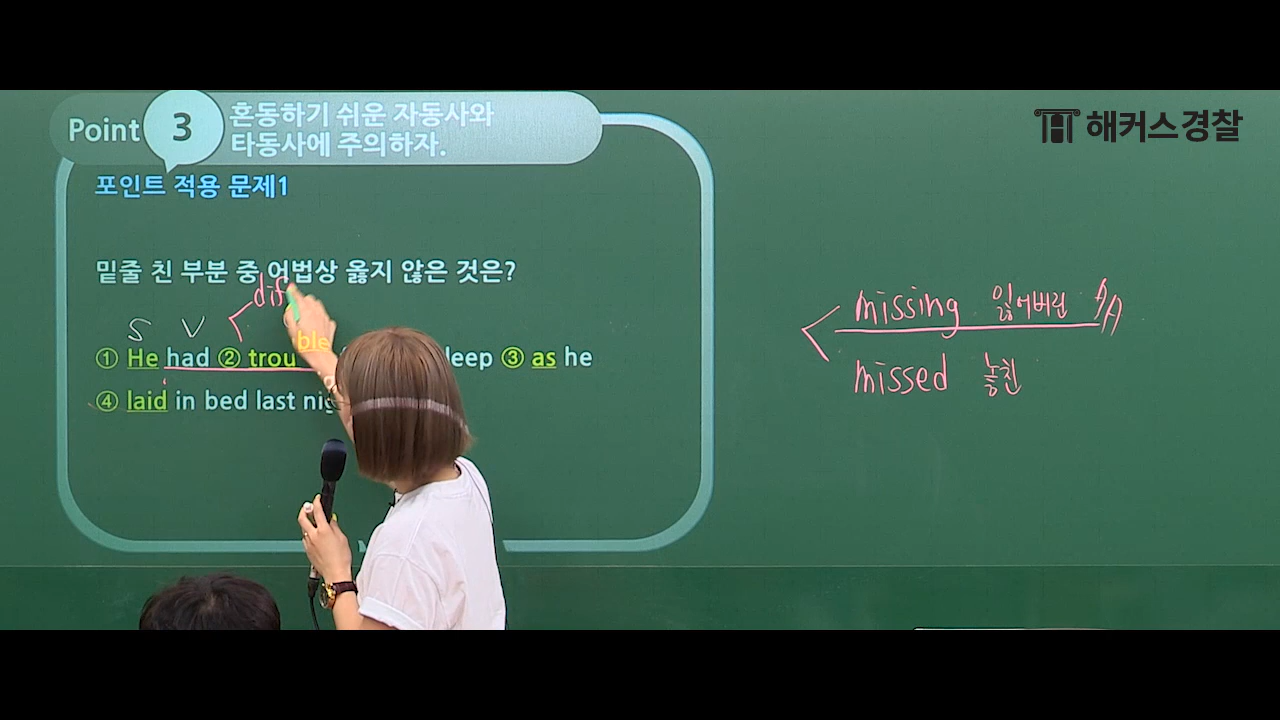 Point 3 혼동하기 쉬운 자동사와
타동사에 주의하자.
해커스경찰
포인트 적용 문제1
밑줄 친 부분 중 어법상 옳지 않은 것은?
dif
S V
① He had ② trouble leep ③ as he
④ laid in bed last nig
missing 잃어버린
missed 놓친